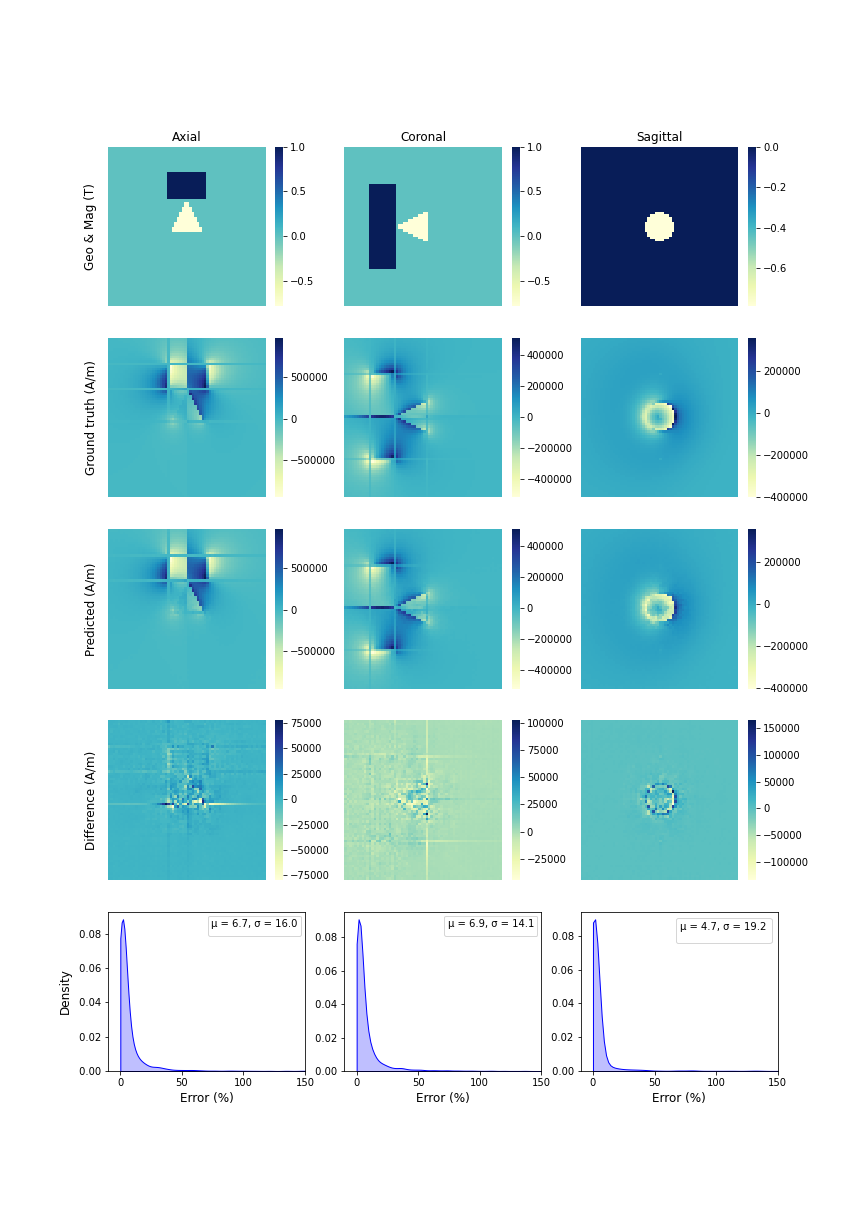 Axial Coronal Sagittal
Geo & Mag (T)
1.0 0.5 0.0 −0.5
1.0 0.5 0.0 −0.5
0.0 −0.2 −0.4 −0.6
Ground truth (A/m)
500000 0 −500000
400000 200000 0 −200000 −400000
200000 0 −200000 −400000
Predicted (A/m)
500000 0 −500000
400000 200000 0 −200000 −400000
200000 0 −200000 −400000
Difference (A/m)
75000 50000 25000 0 −25000 −50000 −75000
100000 75000 50000 25000 0 −25000
150000 100000 50000 0 −50000 −100000
Density
μ = 6.7, σ = 16.0
0.08 0.06 0.04 0.02 0.00
0 50 100 150
Error (%)
μ = 6.9, σ = 14.1
0.08 0.06 0.04 0.02 0.00
0 50 100 150
Error (%)
μ = 4.7, σ = 19.2
0.08 0.06 0.04 0.02 0.00
0 50 100 150
Error (%)